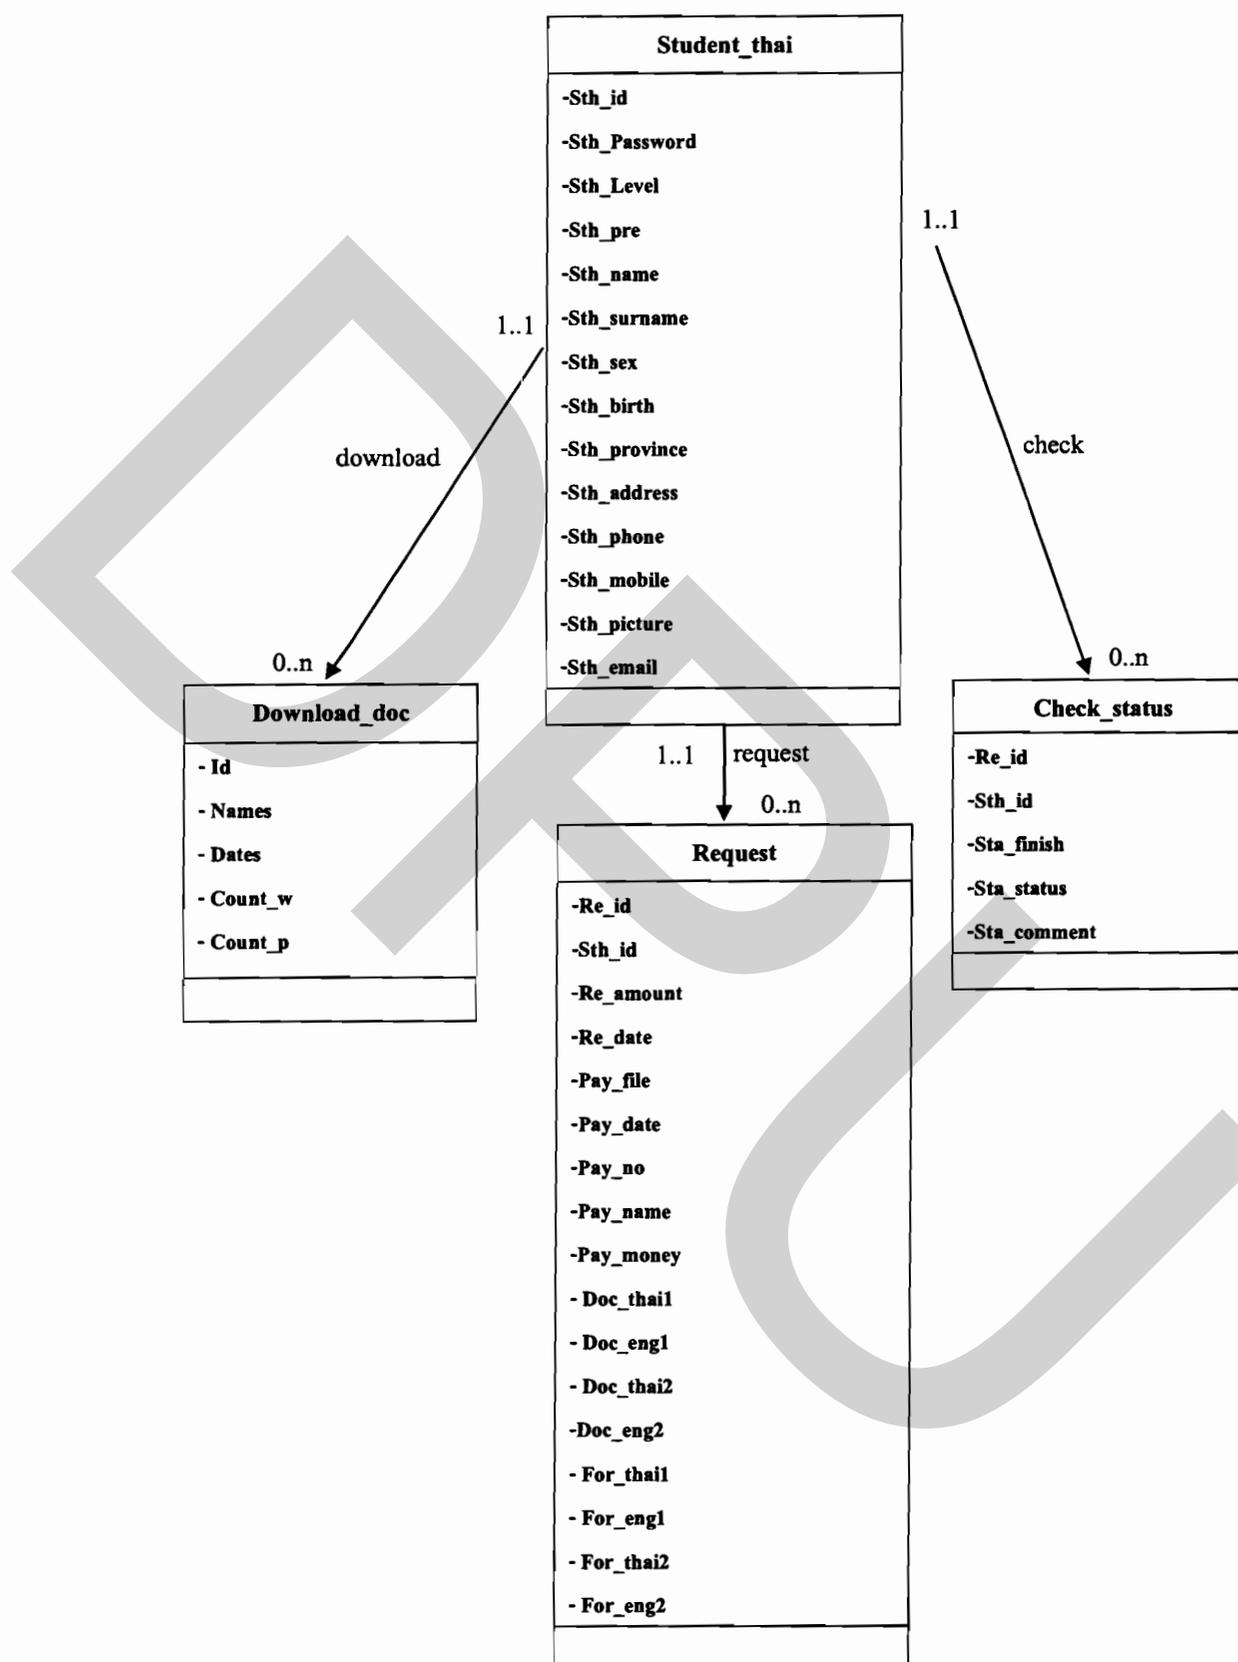 Student_thai
-Sth_id
-Sth_Password
-Sth_Level
-Sth_pre
-Sth_name
-Sth_surname
-Sth_sex
-Sth_birth
-Sth_province
-Sth_address
-Sth_phone
-Sth_mobile
-Sth_picture
-Sth_email
1..1
download
0..n
1..1
check
0..n
1..1
request
0..n
Download_doc
- Id
- Names
- Dates
- Count_w
- Count_p
Check_status
-Re_id
-Sth_id
-Sta_finish
-Sta_status
-Sta_comment
Request
-Re_id
-Sth_id
-Re_amount
-Re_date
-Pay_file
-Pay_date
-Pay_no
-Pay_name
-Pay_money
- Doc_thai1
- Doc_eng1
- Doc_thai2
-Doc_eng2
- For_thai1
- For_eng1
- For_thai2
- For_eng2
DPU